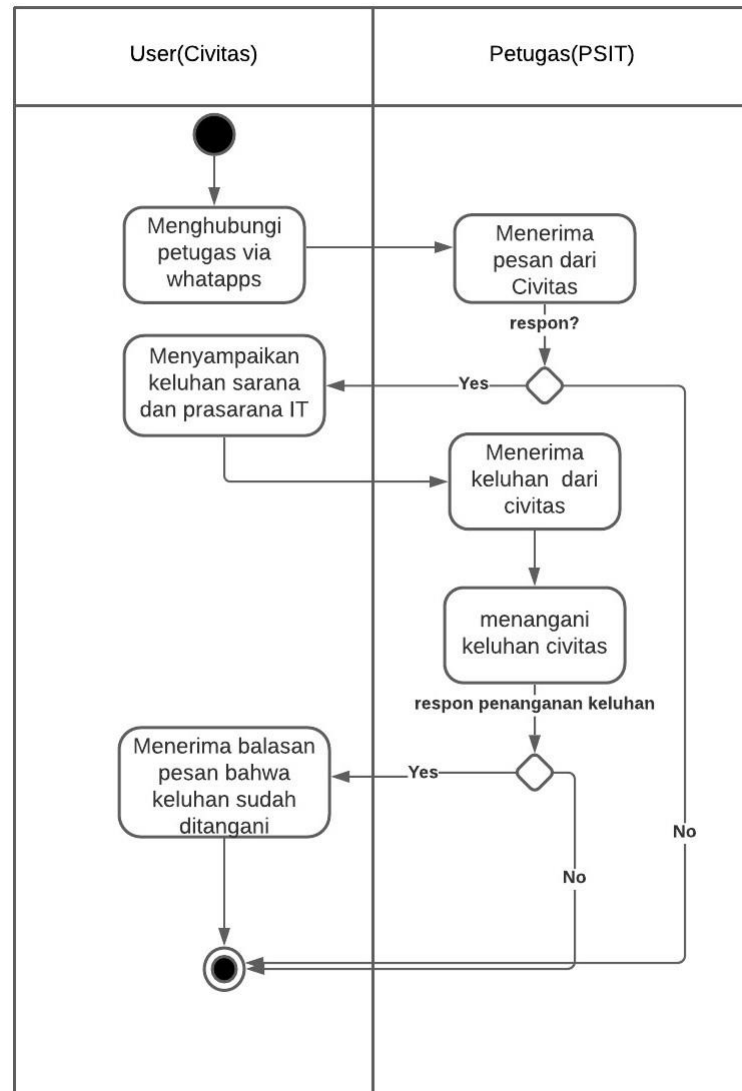 User(Civitas)
Petugas(PSIT)
Menghubungi
petugas via
whatapps
Menerima
pesan dari
Civitas
respon?
Menyampaikan
keluhan sarana
dan prasarana IT
Yes
Menerima
keluhan dari
civitas
menangani
keluhan civitas
respon penanganan keluhan
Menerima balasan
pesan bahwa
keluhan sudah
ditangani
Yes
No
No